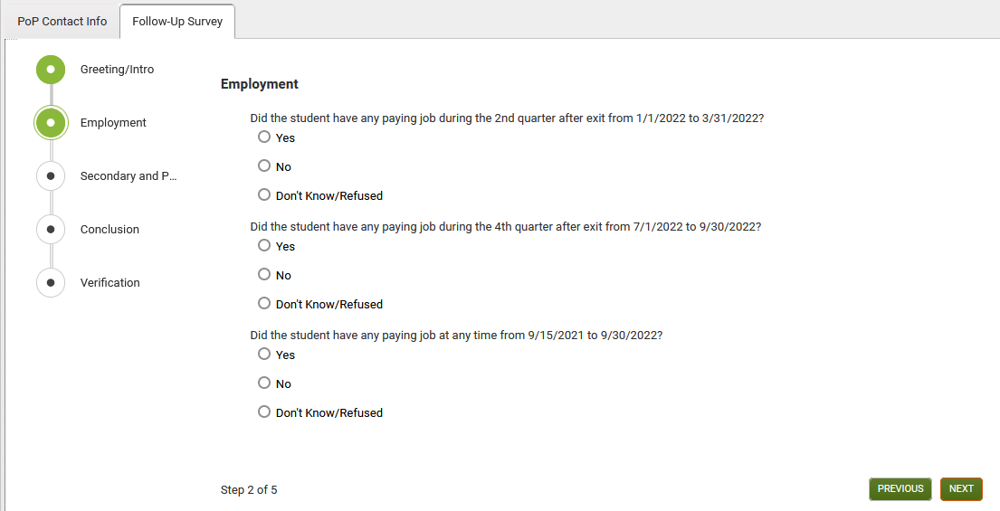 PoP Contact Info
Follow-Up Survey
Greeting/Intro
Employment
Secondary and P...
Conclusion
Verification
Employment
Did the student have any paying job during the 2nd quarter after exit from 1/1/2022 to 3/31/2022?
Yes
No
Don't Know/Refused
Did the student have any paying job during the 4th quarter after exit from 7/1/2022 to 9/30/2022?
Yes
No
Don't Know/Refused
Did the student have any paying job at any time from 9/15/2021 to 9/30/2022?
Yes
No
Don't Know/Refused
Step 2 of 5
PREVIOUS
NEXT